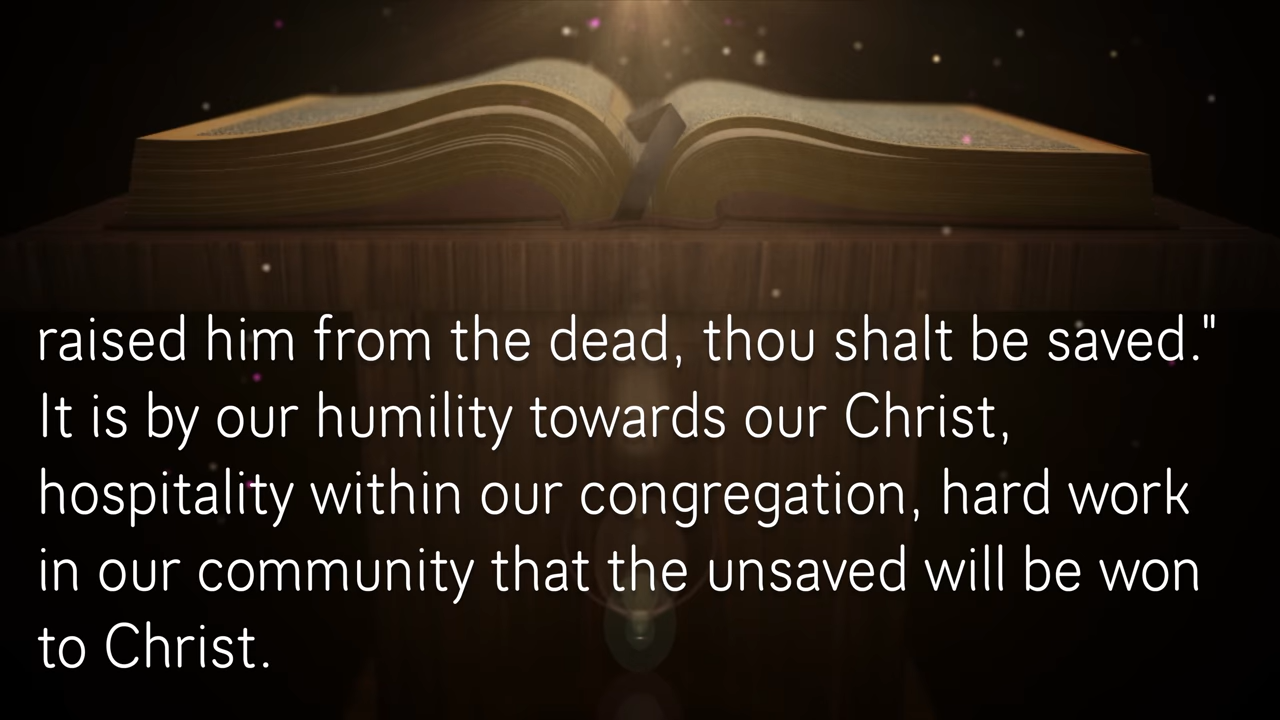 raised him from the dead, thou shalt be saved."
It is by our humility towards our Christ,
hospitality within our congregation, hard work
in our community that the unsaved will be won
to Christ.